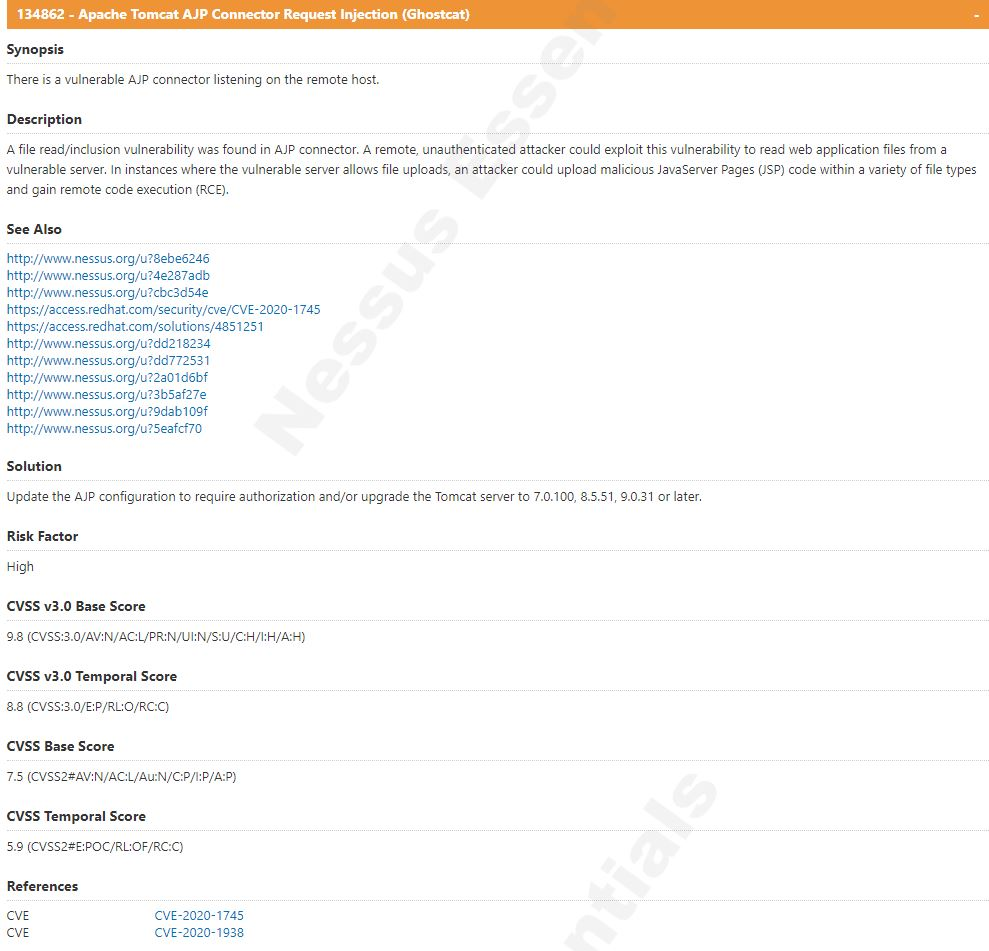 134862 - Apache Tomcat AJP Connector Request Injection (Ghostcat) -
Synopsis
There is a vulnerable AJP connector listening on the remote host.
Description
A file read/inclusion vulnerability was found in AJP connector. A remote, unauthenticated attacker could exploit this vulnerability to read web application files from a
vulnerable server. In instances where the vulnerable server allows file uploads, an attacker could upload malicious JavaServer Pages (JSP) code within a variety of file types
and gain remote code execution (RCE).
See Also
http://www.nessus.org/u?8ebe6246
http://www.nessus.org/u?4e287adb
http://www.nessus.org/u?cbc3d54e
https://access.redhat.com/security/cve/CVE-2020-1745
https://access.redhat.com/solutions/4851251
http://www.nessus.org/u?dd218234
http://www.nessus.org/u?dd772531
http://www.nessus.org/u?2a01d6bf
http://www.nessus.org/u?3b5af27e
http://www.nessus.org/u?9dab109f
http://www.nessus.org/u?5eafcf70
Solution
Update the AJP configuration to require authorization and/or upgrade the Tomcat server to 7.0.100, 8.5.51, 9.0.31 or later.
Risk Factor
High
CVSS v3.0 Base Score
9.8 (CVSS:3.0/AV:N/AC:L/PR:N/UI:N/S:U/C:H/I:H/A:H)
CVSS v3.0 Temporal Score
8.8 (CVSS:3.0/E:P/RL:O/RC:C)
CVSS Base Score
7.5 (CVSS2#AV:N/AC:L/Au:N/C:P/I:P/A:P)
CVSS Temporal Score
5.9 (CVSS2#E:POC/RL:OF/RC:C)
References
CVE CVE-2020-1745
CVE CVE-2020-1938
Nessus Essen
ntials